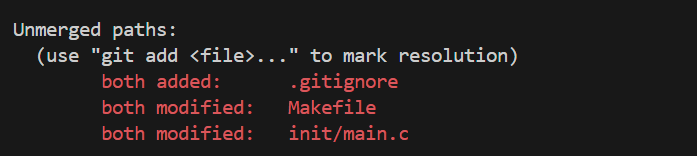 Unmerged paths:
  (use "git add <file>..." to mark resolution)
        both added:      .gitignore
        both modified:   Makefile
        both modified:   init/main.c